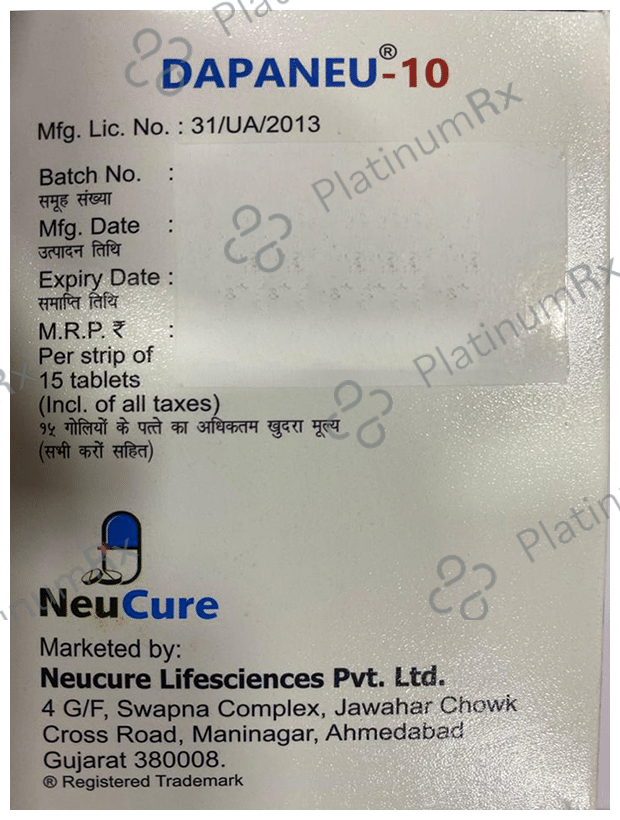 DAPANEU®-10
Mfg. Lic. No. : 31/UA/2013
Batch No. :
समूह संख्या
Mfg. Date :
उत्पादन तिथि
Expiry Date :
समाप्ति तिथि
M.R.P. ₹ :
Per strip of
15 tablets
(Incl. of all taxes)
१५ गोलियों के पत्ते का अधिकतम खुदरा मूल्य
(सभी करों सहित)
NeuCure
Marketed by:
Neucure Lifesciences Pvt. Ltd.
4 G/F, Swapna Complex, Jawahar Chowk
Cross Road, Maninagar, Ahmedabad
Gujarat 380008.
® Registered Trademark
PlatinumRx
PlatinumRx